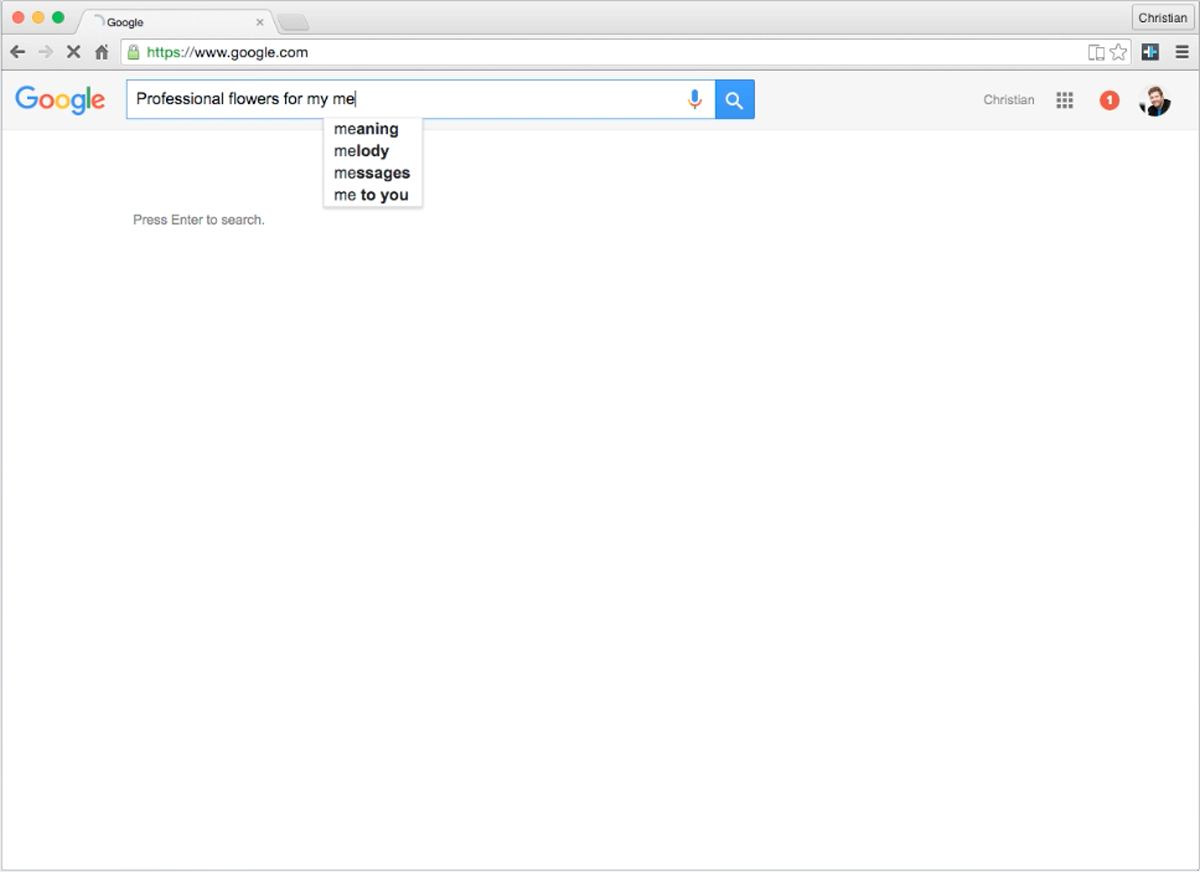 Google
Christian
https://www.google.com
Google
Professional flowers for my me
Christian
1
meaning
melody
messages
me to you
Press Enter to search.